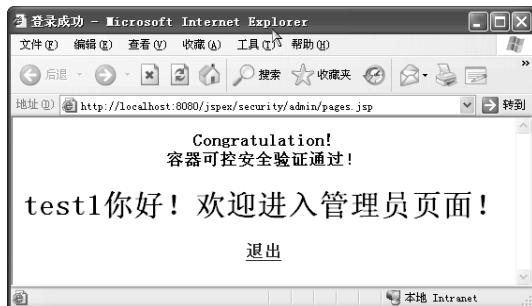 登录成功 - Microsoft Internet Explorer
文件(F) 编辑(E) 查看(V) 收藏(A) 工具(T) 帮助(H)
后退 搜索 收藏夹 »
地址(D) http://localhost:8080/jspex/security/admin/pages.jsp 转到
Congratulation!
容器可控安全验证通过!
test1你好!欢迎进入管理员页面!
退出
本地 Intranet